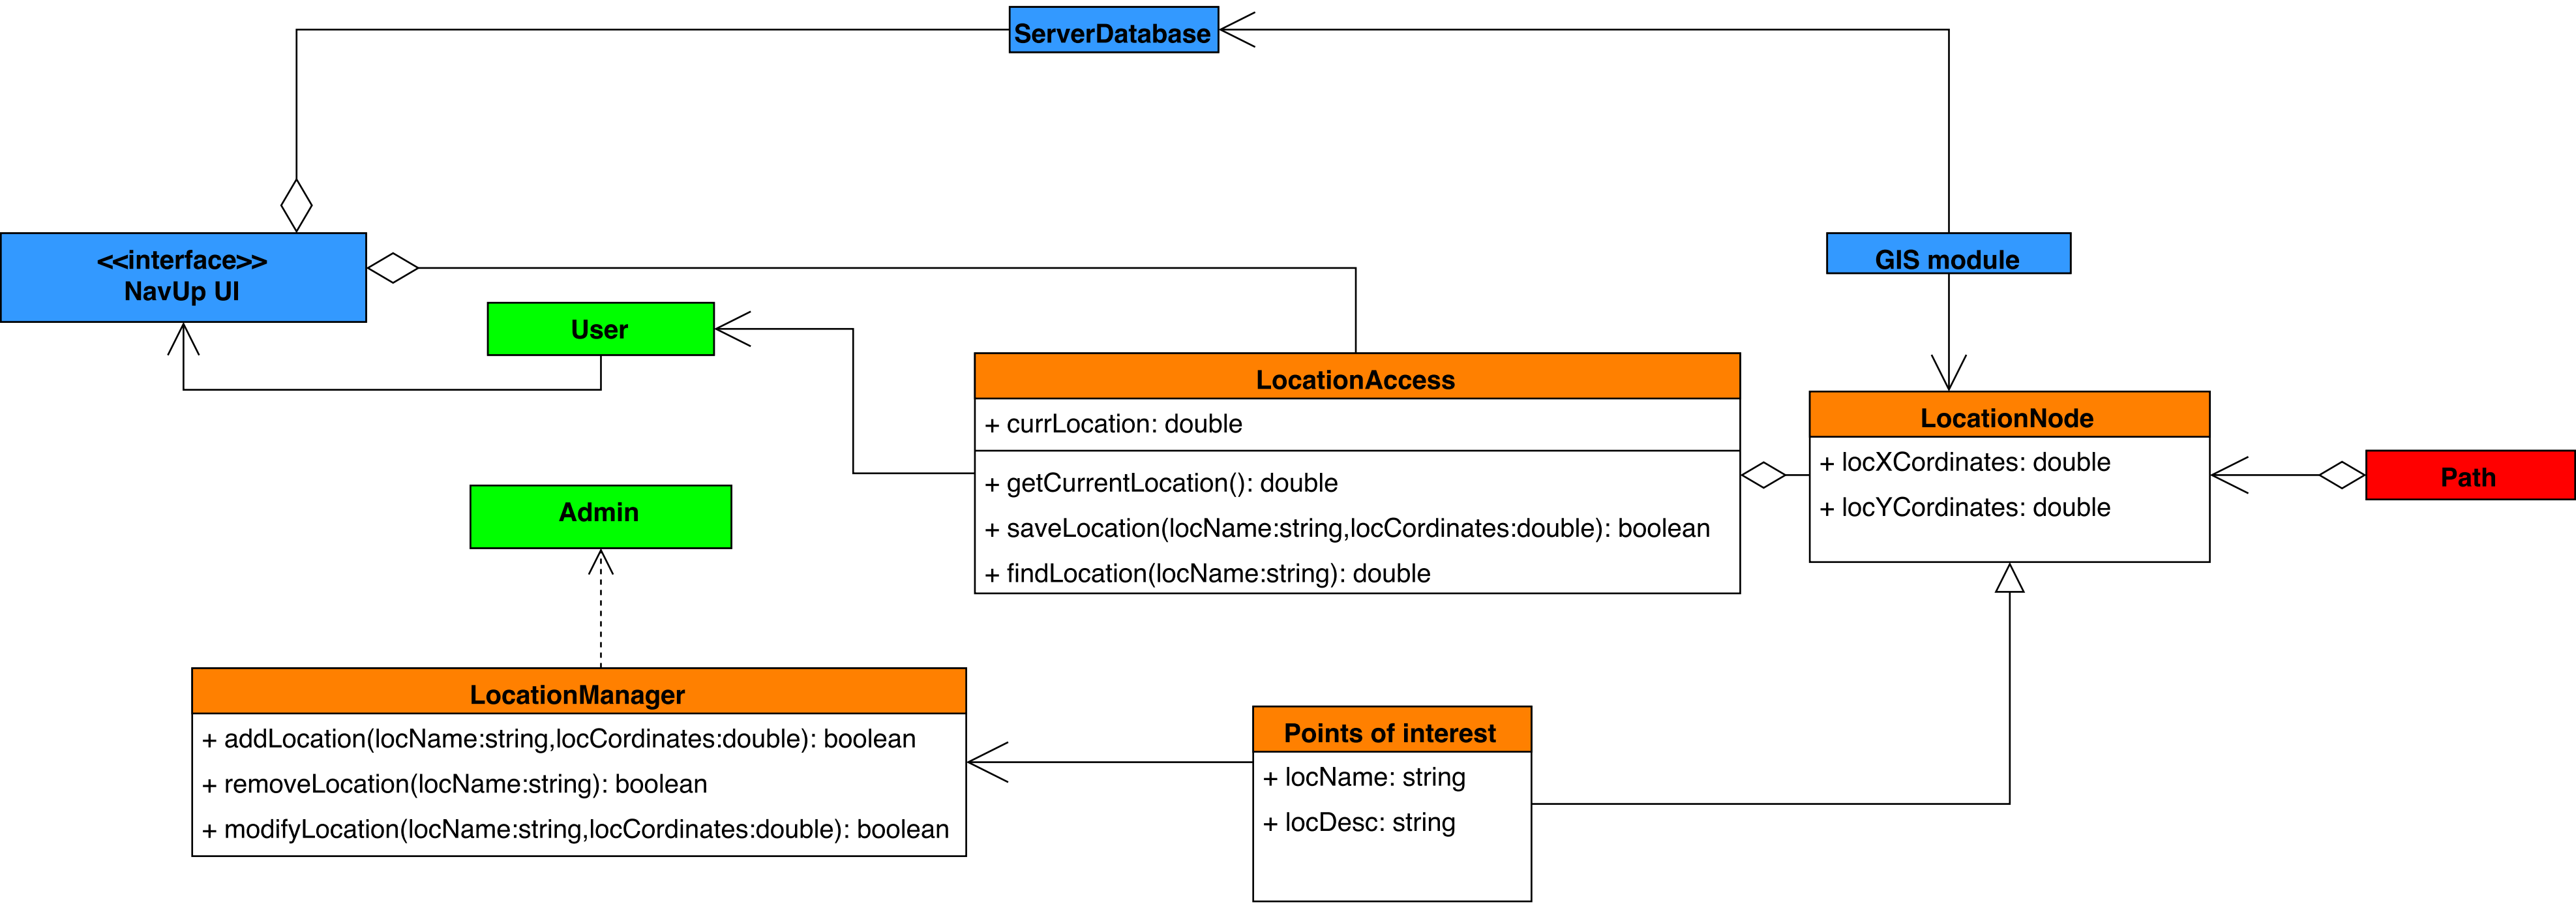 ServerDatabase
<<interface>>
NavUp UI
GIS module
User
LocationAccess
+ currLocation: double
+ getCurrentLocation(): double
+ saveLocation(locName:string,locCordinates:double): boolean
+ findLocation(locName:string): double
LocationNode
+ locXCordinates: double
+ locYCordinates: double
Path
Admin
LocationManager
+ addLocation(locName:string,locCordinates:double): boolean
+ removeLocation(locName:string): boolean
+ modifyLocation(locName:string,locCordinates:double): boolean
Points of interest
+ locName: string
+ locDesc: string